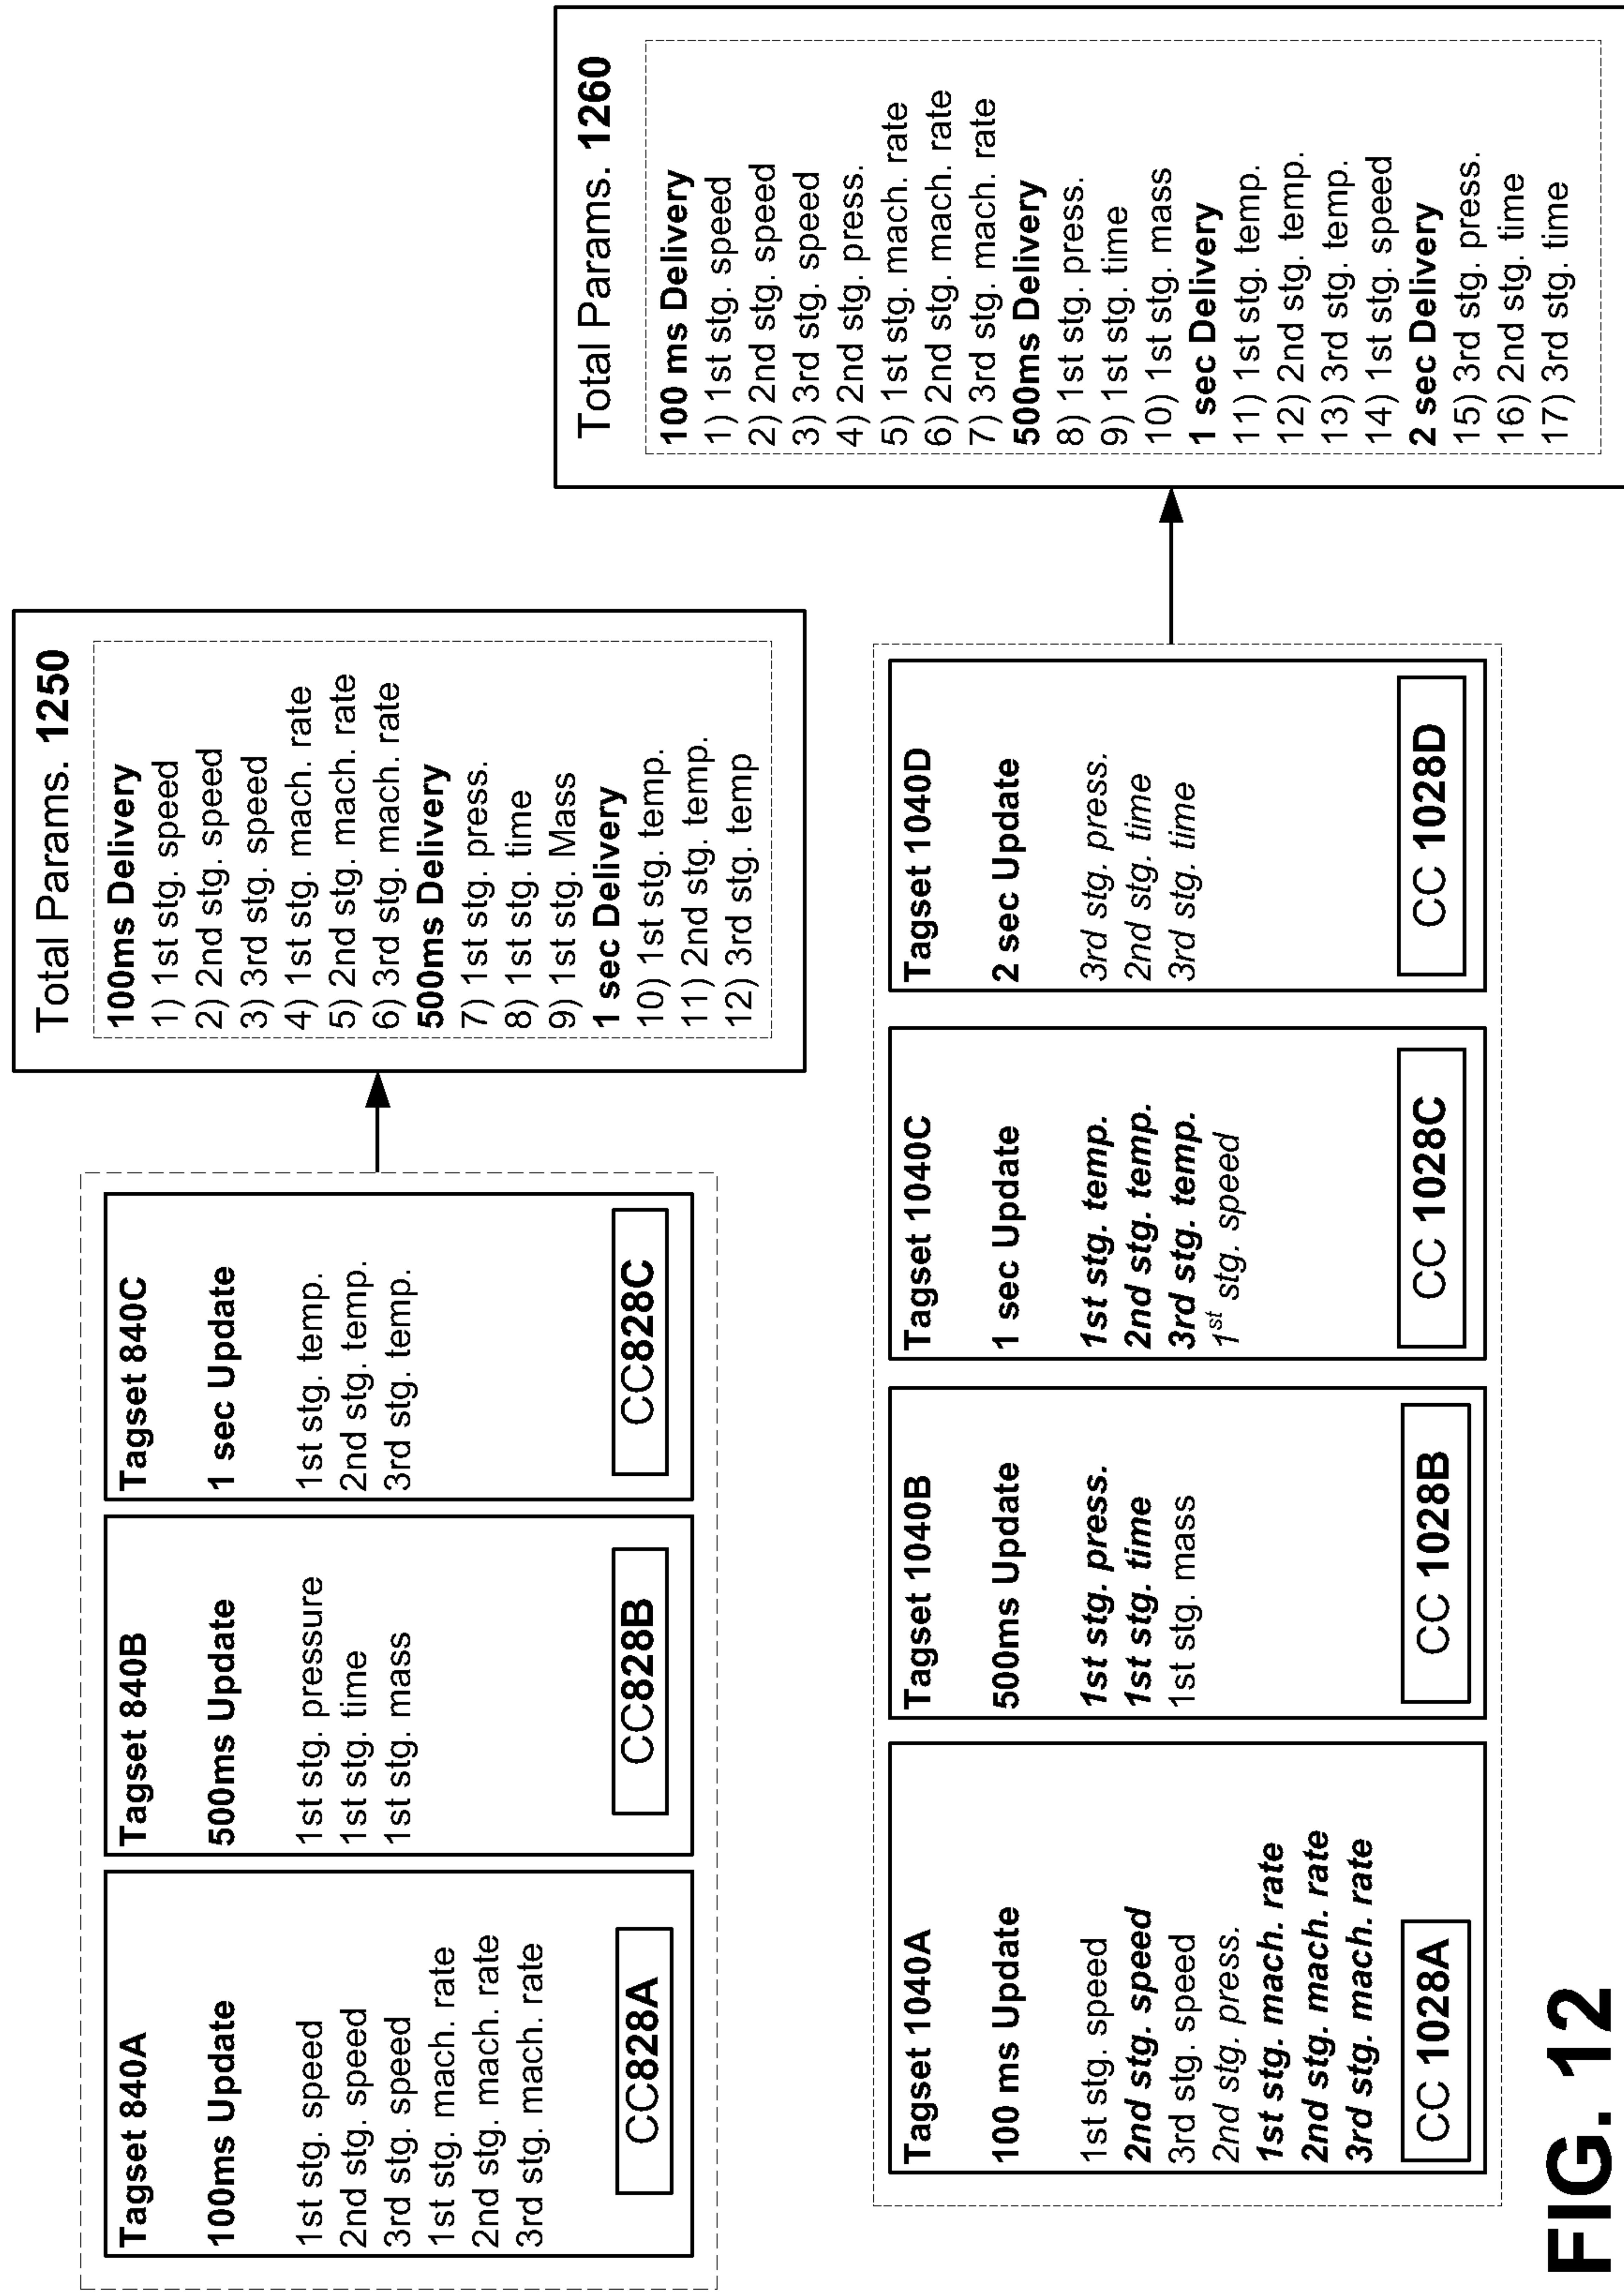 Tagset 840A
100ms Update
1st stg. speed
2nd stg. speed
3rd stg. speed
1st stg. mach. rate
2nd stg. mach. rate
3rd stg. mach. rate
CC828A
Tagset 840B
500ms Update
1st stg. pressure
1st stg. time
1st stg. mass
CC828B
Tagset 840C
1 sec Update
1st stg. temp.
2nd stg. temp.
3rd stg. temp.
CC828C
Total Params. 1250
100ms Delivery
1) 1st stg. speed
2) 2nd stg. speed
3) 3rd stg. speed
4) 1st stg. mach. rate
5) 2nd stg. mach. rate
6) 3rd stg. mach. rate
500ms Delivery
7) 1st stg. press.
8) 1st stg. time
9) 1st stg. Mass
1 sec Delivery
10) 1st stg. temp.
11) 2nd stg. temp.
12) 3rd stg. temp
Tagset 1040A
100 ms Update
1st stg. speed
2nd stg. speed
3rd stg. speed
2nd stg. press.
1st stg. mach. rate
2nd stg. mach. rate
3rd stg. mach. rate
CC 1028A
Tagset 1040B
500ms Update
1st stg. press.
1st stg. time
1st stg. mass
CC 1028B
Tagset 1040C
1 sec Update
1st stg. temp.
2nd stg. temp.
3rd stg. temp.
1st stg. speed
CC 1028C
Tagset 1040D
2 sec Update
3rd stg. press.
2nd stg. time
3rd stg. time
CC 1028D
Total Params. 1260
100 ms Delivery
1) 1st stg. speed
2) 2nd stg. speed
3) 3rd stg. speed
4) 2nd stg. press.
5) 1st stg. mach. rate
6) 2nd stg. mach. rate
7) 3rd stg. mach. rate
500ms Delivery
8) 1st stg. press.
9) 1st stg. time
10) 1st stg. mass
1 sec Delivery
11) 1st stg. temp.
12) 2nd stg. temp.
13) 3rd stg. temp.
14) 1st stg. speed
2 sec Delivery
15) 3rd stg. press.
16) 2nd stg. time
17) 3rd stg. time
FIG. 12